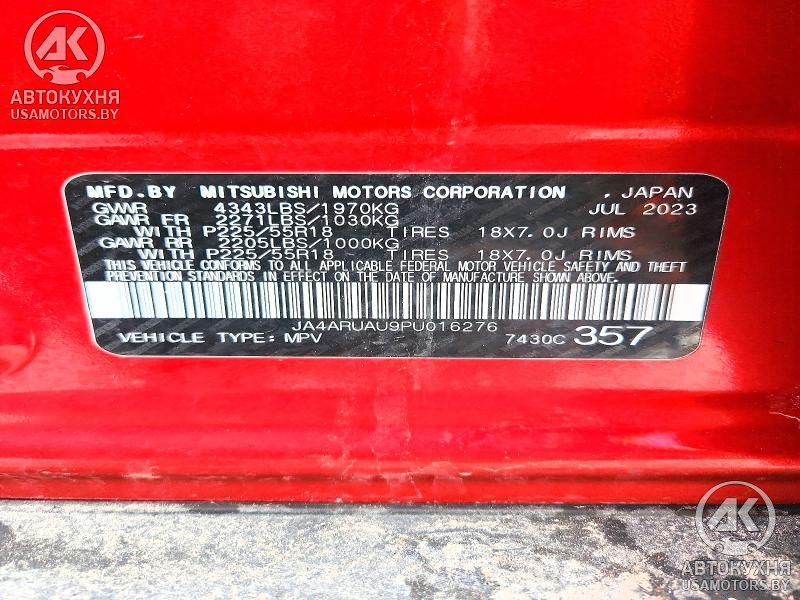 AK
АВТОКУХНЯ
USAMOTORS.BY
MFD.BY MITSUBISHI MOTORS CORPORATION . JAPAN
GVWR 4343LBS/1970KG JUL 2023
GAWR FR 2271LBS/1030KG
WITH P225/55R18 TIRES 18X7.0J RIMS
GAWR RR 2205LBS/1000KG
WITH P225/55R18 TIRES 18X7.0J RIMS
THIS VEHICLE CONFORMS TO ALL APPLICABLE FEDERAL MOTOR VEHICLE SAFETY AND THEFT
PREVENTION STANDARDS IN EFFECT ON THE DATE OF MANUFACTURE SHOWN ABOVE.
JA4ARUAU9PU016276
VEHICLE TYPE: MPV 7430C 357
AK
АВТОКУХНЯ
USAMOTORS.BY